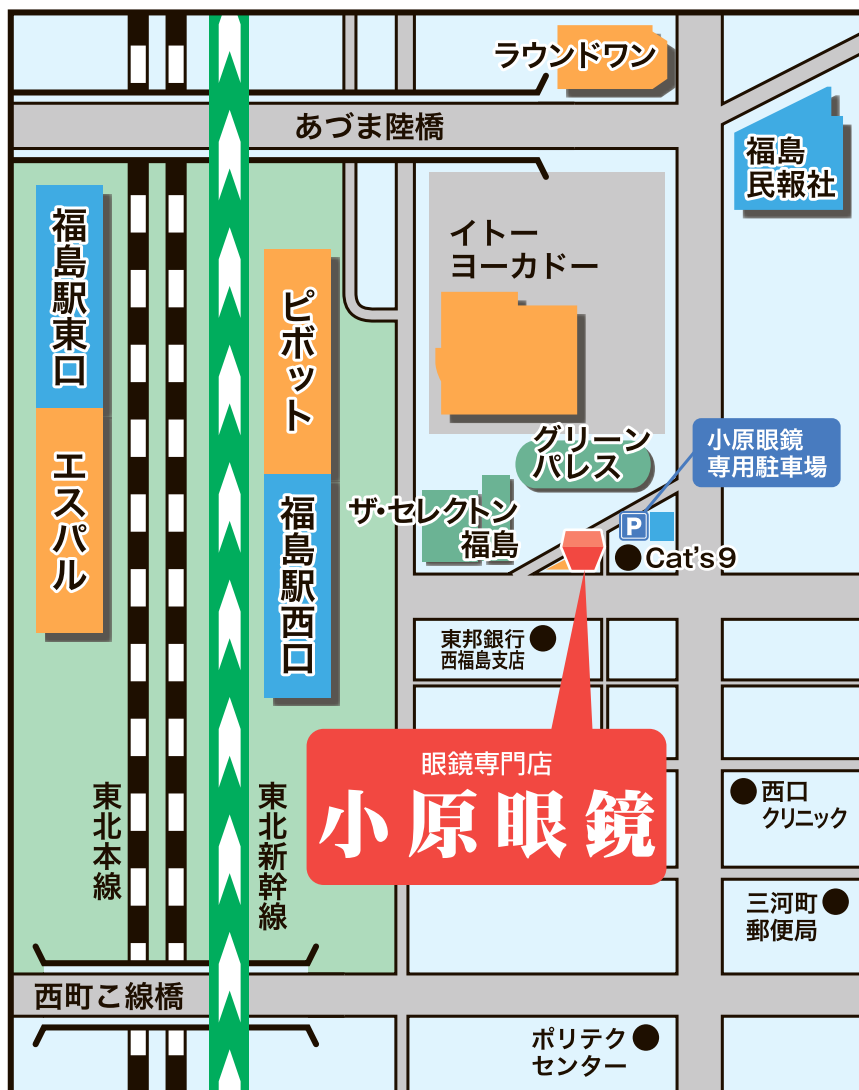 ラウンドワン
あづま陸橋
福島
民報社
福島駅東口
エスパル
ピボット
福島駅西口
イトー
ヨーカドー
グリーン
パレス
小原眼鏡
専用駐車場
ザ・セレクトン
福島
P
Cat's9
東邦銀行
西福島支店
眼鏡専門店
小原眼鏡
東北本線
東北新幹線
西口
クリニック
三河町
郵便局
西町こ線橋
ポリテク
センター